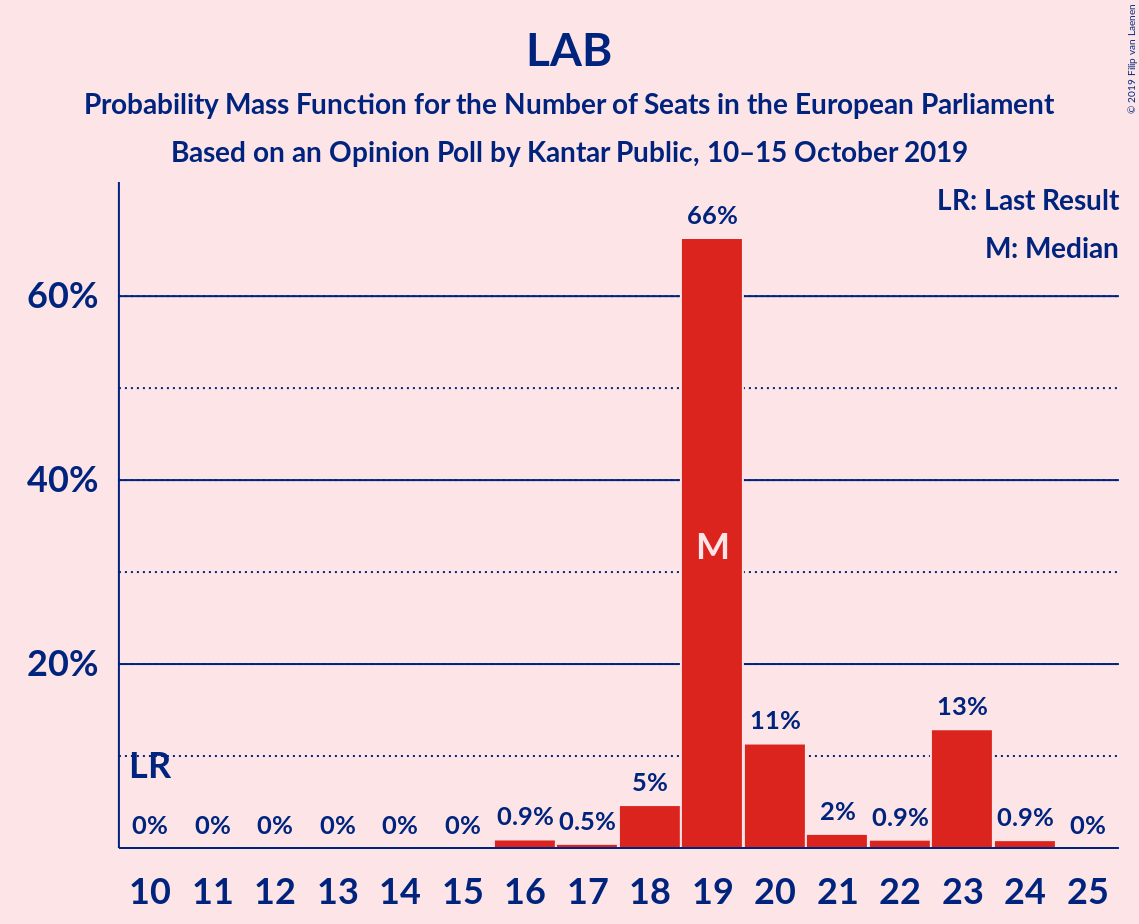 LAB
Probability Mass Function for the Number of Seats in the European Parliament
Based on an Opinion Poll by Kantar Public, 10–15 October 2019
© 2019 Filip van Laenen
LR: Last Result
M: Median
66%
60%
40%
M
20%
13%
11%
LR
5%
0% 0% 0% 0% 0% 0% 0.9% 0.5% 2% 0.9% 0.9% 0%
10 11 12 13 14 15 16 17 18 19 20 21 22 23 24 25